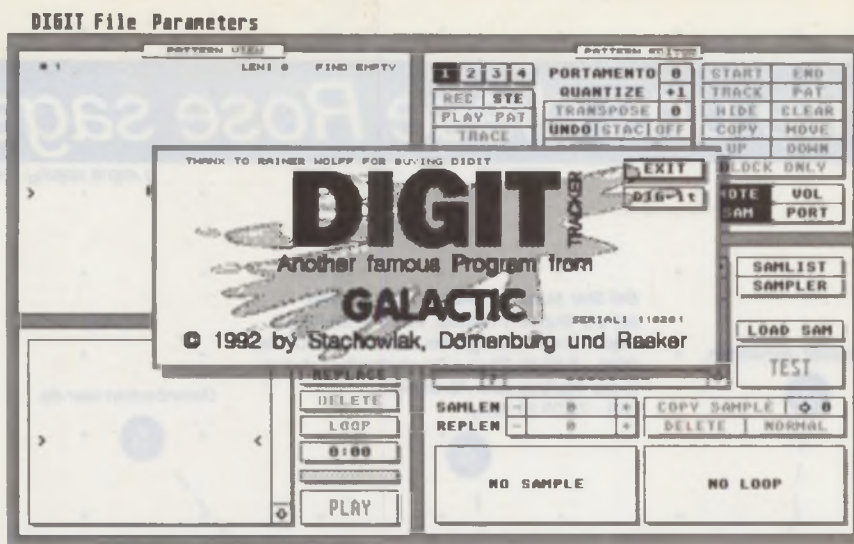 DIGIT File Parameters
PATTERN VIEW
# 1 LEN: 0 FIND EMPTY
PATTERN EDITOR
1 2 3 4
PORTAMENTO 0
START END
QUANTIZE +1
TRACK PAT
REC STE
TRANSPOSE 0
HIDE CLEAR
PLAY PAT
UNDO STAC OFF
COPY MOVE
TRACE
UP DOWN
BLOCK ONLY
NOTE VOL
SAM PORT
THANX TO RAINER WOLFF FOR BUYING DIDIT
EXIT
DIG-it
DIGIT
TRACKER
Another famous Program from
GALACTIC
SERIAL: 110201
© 1992 by Stachowiak, Dörnenburg und Raeker
SAMLIST
SAMPLER
LOAD SAM
TEST
REPLACE
DELETE
LOOP
0:00
PLAY
SAMLEN - 0 +
COPY SAMPLE 0
REPLEN - 0 +
DELETE NORMAL
NO SAMPLE
NO LOOP